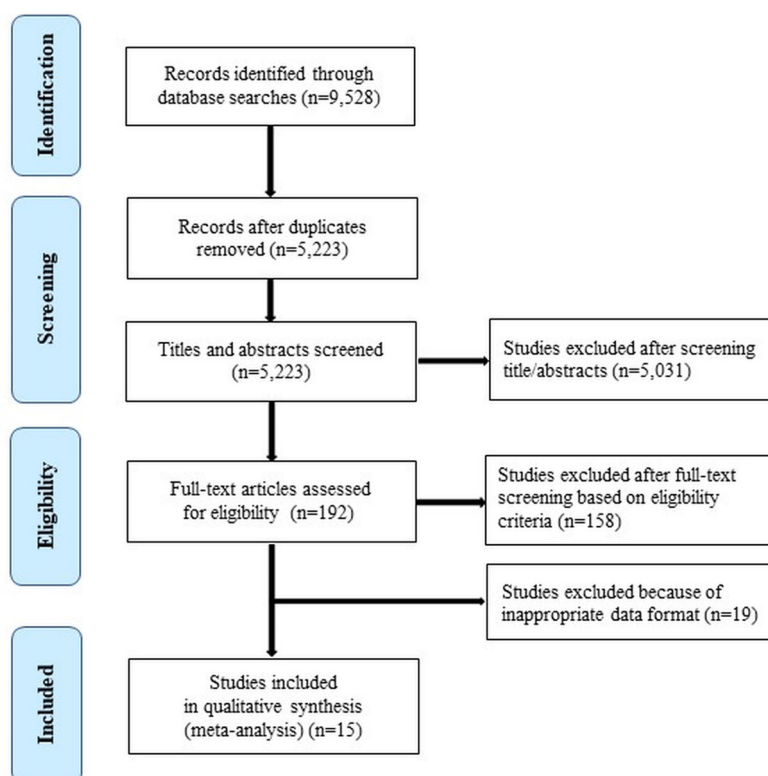 Identification
Records identified through
database searches (n=9,528)
Screening
Records after duplicates
removed (n=5,223)
Titles and abstracts screened
(n=5,223)
Studies excluded after screening
title/abstracts (n=5,031)
Eligibility
Full-text articles assessed
for eligibility (n=192)
Studies excluded after full-text
screening based on eligibility
criteria (n=158)
Studies excluded because of
inappropriate data format (n=19)
Included
Studies included
in qualitative synthesis
(meta-analysis) (n=15)